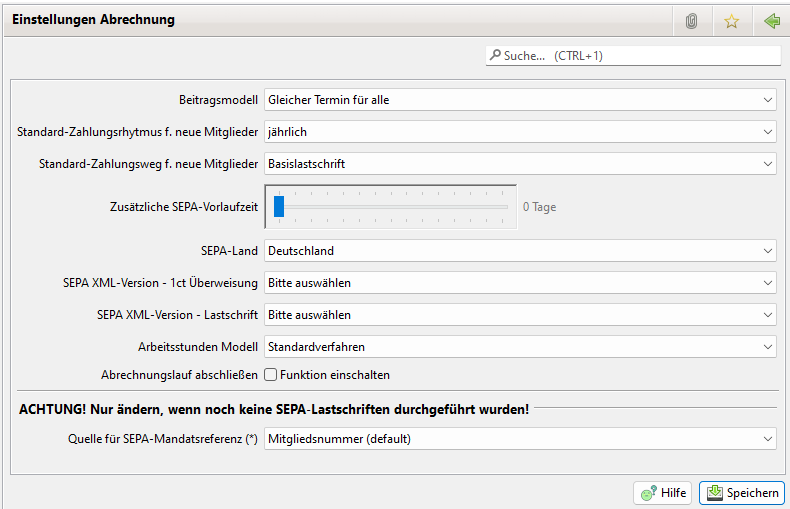 Einstellungen Abrechnung
Suche... (CTRL+1)
Beitragsmodell Gleicher Termin für alle
Standard-Zahlungsrhytmus f. neue Mitglieder jährlich
Standard-Zahlungsweg f. neue Mitglieder Basislastschrift
Zusätzliche SEPA-Vorlaufzeit 0 Tage
SEPA-Land Deutschland
SEPA XML-Version - 1ct Überweisung Bitte auswählen
SEPA XML-Version - Lastschrift Bitte auswählen
Arbeitsstunden Modell Standardverfahren
Abrechnungslauf abschließen Funktion einschalten
ACHTUNG! Nur ändern, wenn noch keine SEPA-Lastschriften durchgeführt wurden!
Quelle für SEPA-Mandatsreferenz (*) Mitgliedsnummer (default)
Hilfe Speichern